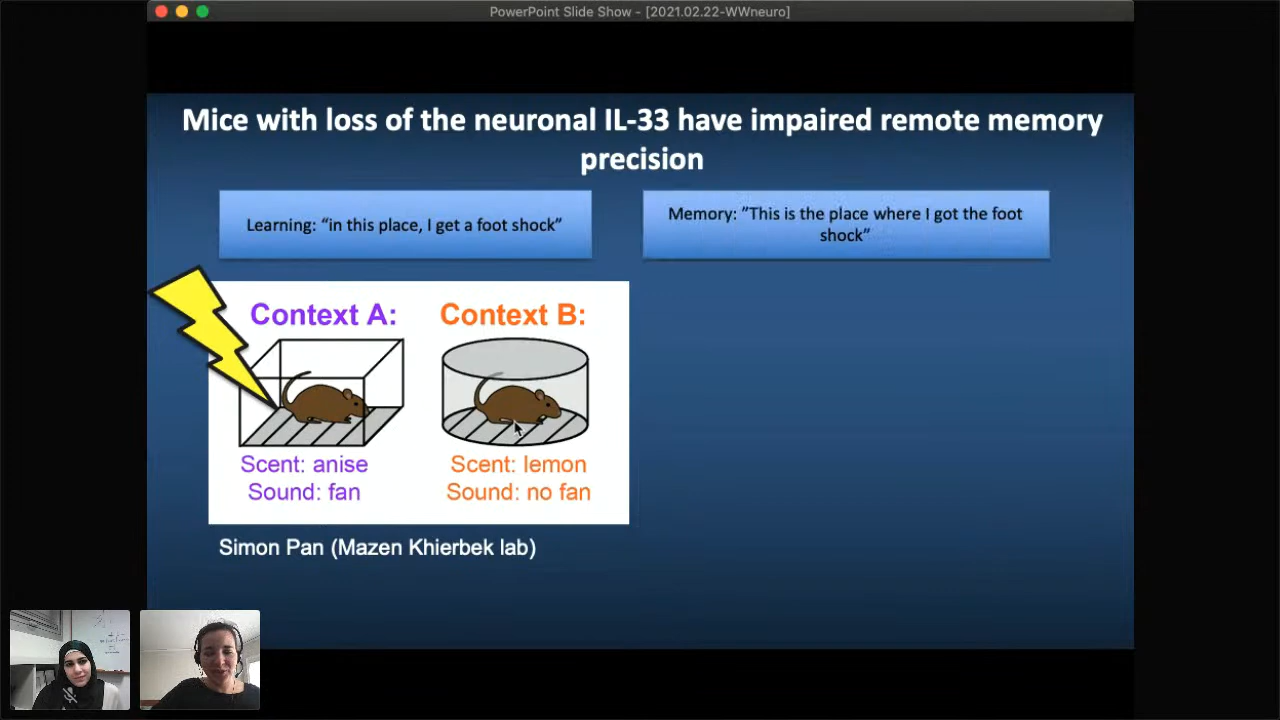 PowerPoint Slide Show - [2021.02.22-WWneuro]
Mice with loss of the neuronal IL-33 have impaired remote memory
precision
Learning: “in this place, I get a foot shock”
Memory: ”This is the place where I got the foot
shock”
Context A:
Scent: anise
Sound: fan
Context B:
Scent: lemon
Sound: no fan
Simon Pan (Mazen Khierbek lab)